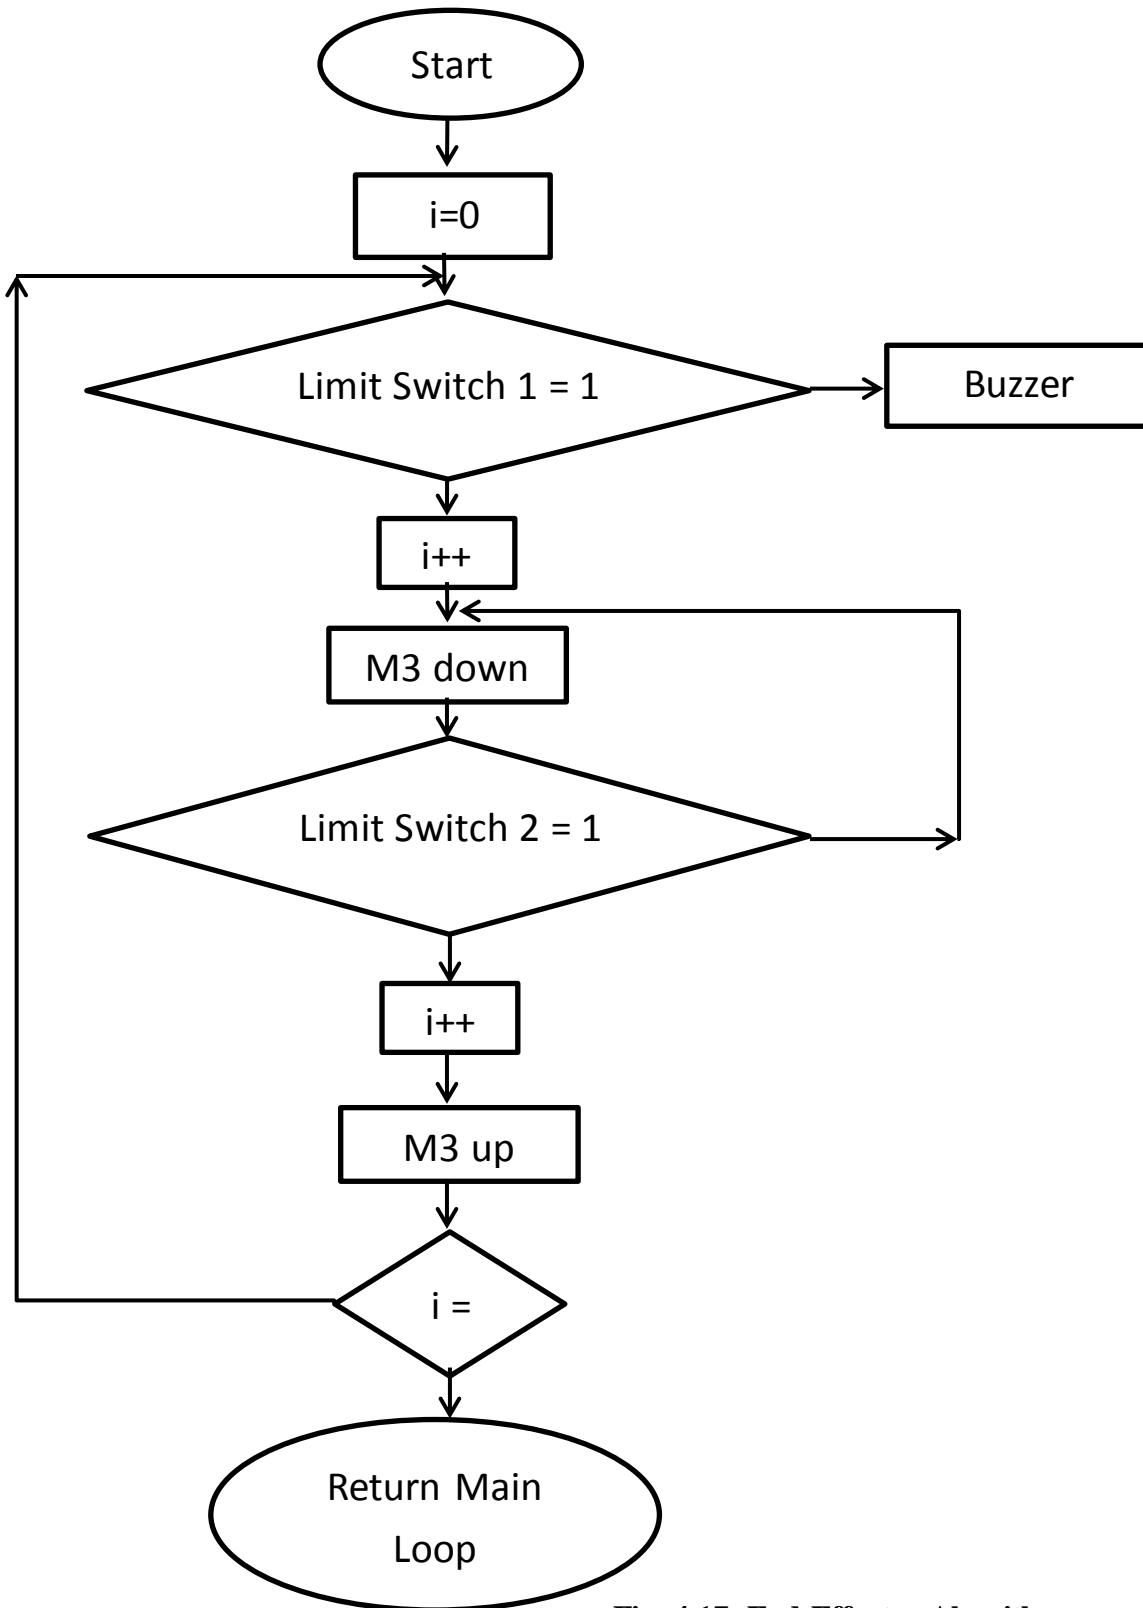 Start
i=0
Limit Switch 1 = 1
Buzzer
i++
M3 down
Limit Switch 2 = 1
i++
M3 up
i =
Return Main
Loop